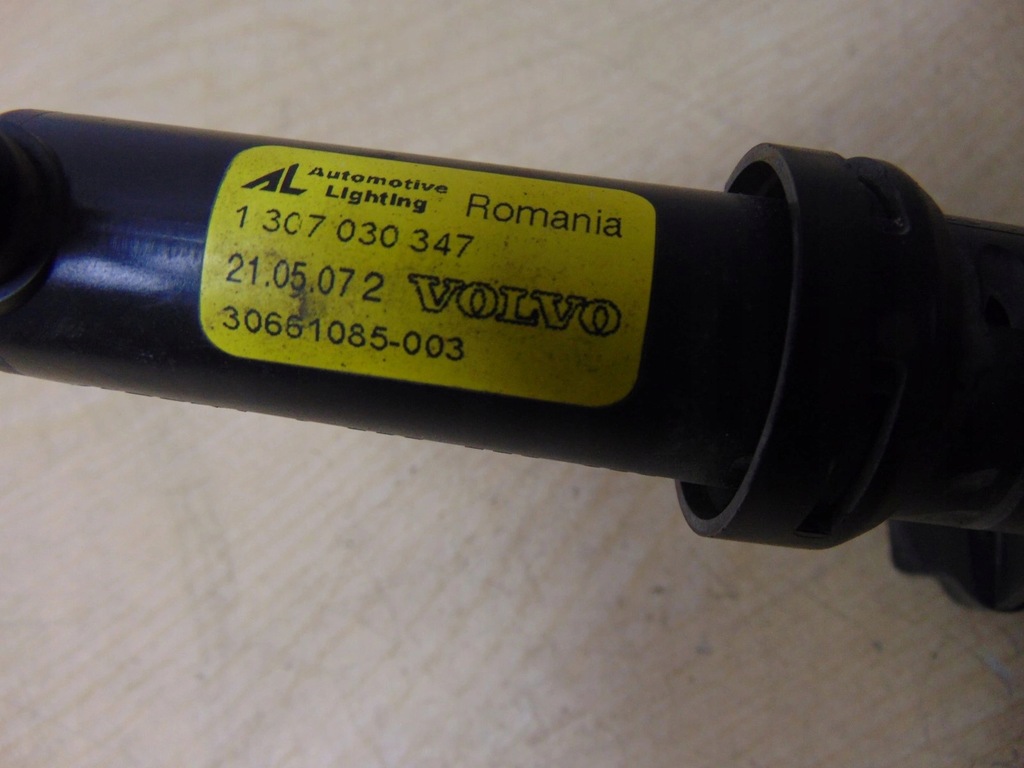 AL Automotive Lighting Romania
1 307 030 347
21.05.07 2 VOLVO
30661085-003